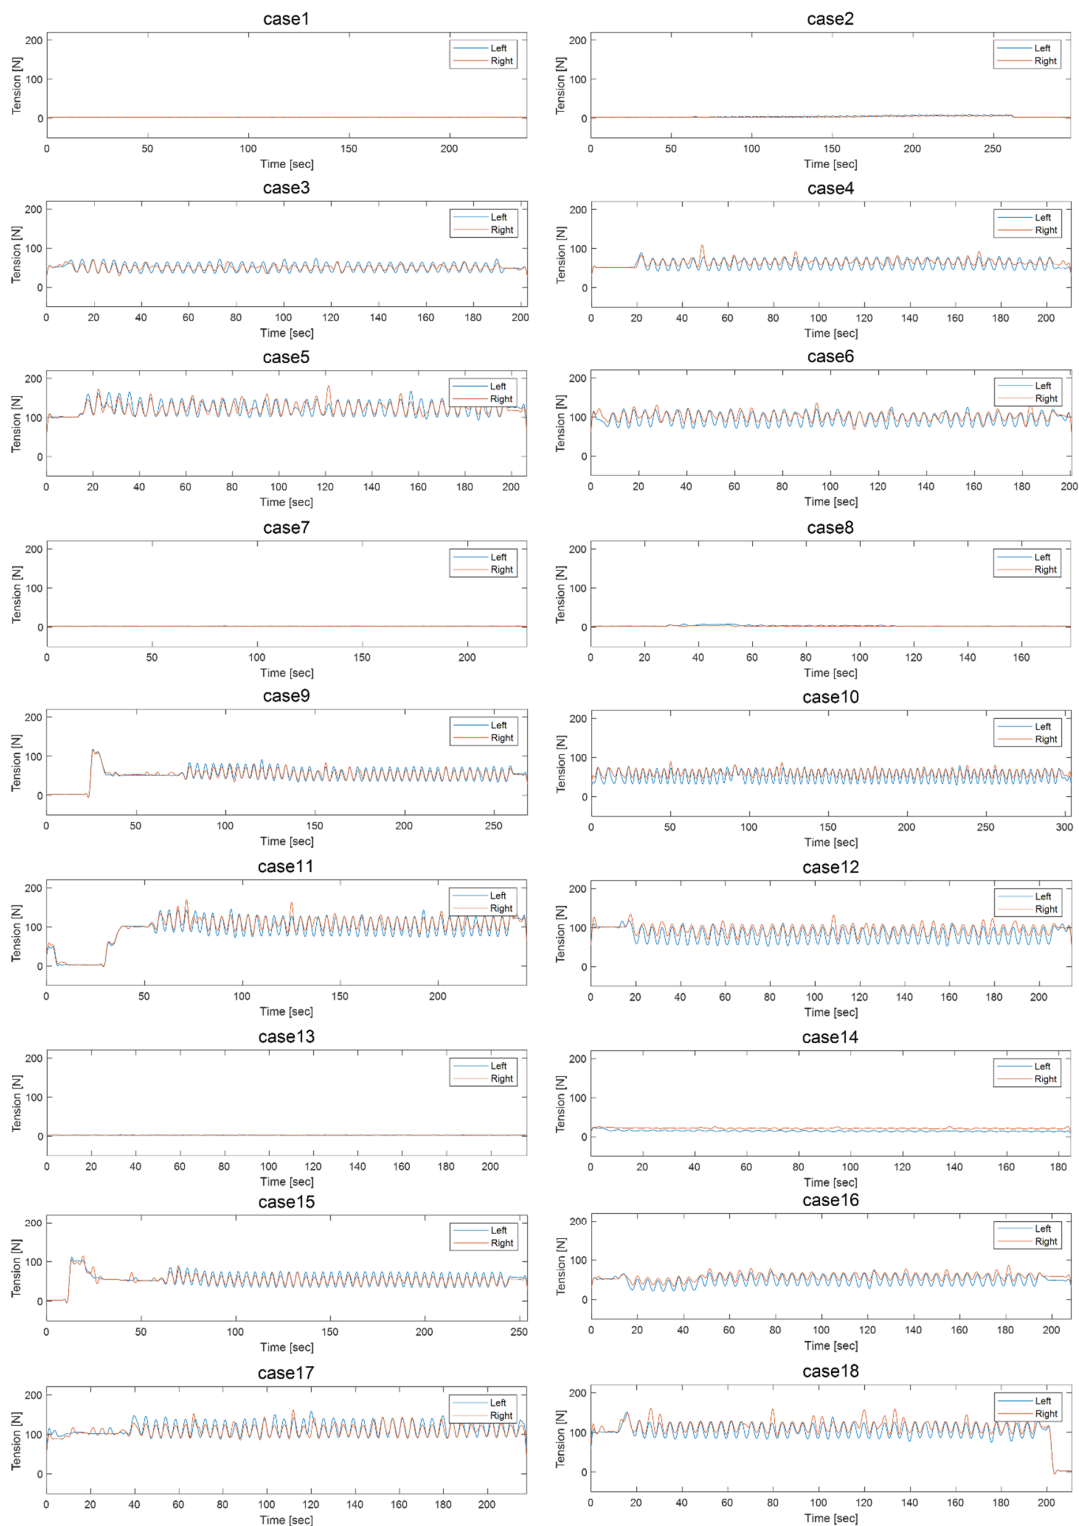 case1
Tension [N]
200
100
0
Left
Right
0 50 100 150 200
Time [sec]
case2
Tension [N]
200
100
0
Left
Right
0 50 100 150 200 250
Time [sec]
case3
Tension [N]
200
100
0
Left
Right
0 20 40 60 80 100 120 140 160 180 200
Time [sec]
case4
Tension [N]
200
100
0
Left
Right
0 20 40 60 80 100 120 140 160 180 200
Time [sec]
case5
Tension [N]
200
100
0
Left
Right
0 20 40 60 80 100 120 140 160 180 200
Time [sec]
case6
Tension [N]
200
100
0
Left
Right
0 20 40 60 80 100 120 140 160 180 200
Time [sec]
case7
Tension [N]
200
100
0
Left
Right
0 50 100 150 200
Time [sec]
case8
Tension [N]
200
100
0
Left
Right
0 20 40 60 80 100 120 140 160
Time [sec]
case9
Tension [N]
200
100
0
Left
Right
0 50 100 150 200 250
Time [sec]
case10
Tension [N]
200
100
0
Left
Right
0 50 100 150 200 250 300
Time [sec]
case11
Tension [N]
200
100
0
Left
Right
0 50 100 150 200
Time [sec]
case12
Tension [N]
200
100
0
Left
Right
0 20 40 60 80 100 120 140 160 180 200
Time [sec]
case13
Tension [N]
200
100
0
Left
Right
0 20 40 60 80 100 120 140 160 180 200
Time [sec]
case14
Tension [N]
200
100
0
Left
Right
0 20 40 60 80 100 120 140 160 180
Time [sec]
case15
Tension [N]
200
100
0
Left
Right
0 50 100 150 200 250
Time [sec]
case16
Tension [N]
200
100
0
Left
Right
0 20 40 60 80 100 120 140 160 180 200
Time [sec]
case17
Tension [N]
200
100
0
Left
Right
0 20 40 60 80 100 120 140 160 180 200
Time [sec]
case18
Tension [N]
200
100
0
Left
Right
0 20 40 60 80 100 120 140 160 180 200
Time [sec]